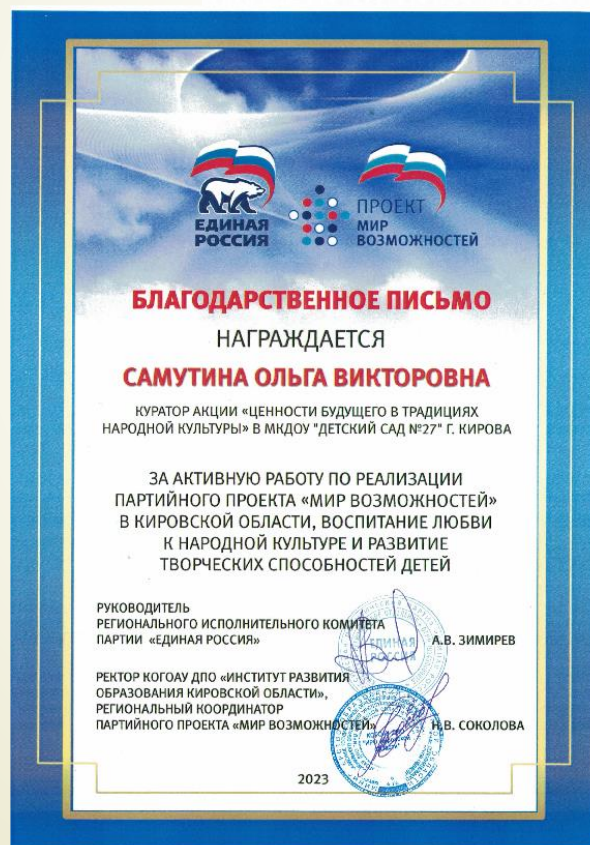 ЕДИНАЯ
РОССИЯ
ПРОЕКТ
МИР
ВОЗМОЖНОСТЕЙ
БЛАГОДАРСТВЕННОЕ ПИСЬМО
НАГРАЖДАЕТСЯ
САМУТИНА ОЛЬГА ВИКТОРОВНА
КУРАТОР АКЦИИ «ЦЕННОСТИ БУДУЩЕГО В ТРАДИЦИЯХ
НАРОДНОЙ КУЛЬТУРЫ» В МКДОУ "ДЕТСКИЙ САД №27" Г. КИРОВА
ЗА АКТИВНУЮ РАБОТУ ПО РЕАЛИЗАЦИИ
ПАРТИЙНОГО ПРОЕКТА «МИР ВОЗМОЖНОСТЕЙ»
В КИРОВСКОЙ ОБЛАСТИ, ВОСПИТАНИЕ ЛЮБВИ
К НАРОДНОЙ КУЛЬТУРЕ И РАЗВИТИЕ
ТВОРЧЕСКИХ СПОСОБНОСТЕЙ ДЕТЕЙ
РУКОВОДИТЕЛЬ
РЕГИОНАЛЬНОГО ИСПОЛНИТЕЛЬНОГО КОМИТЕТА
ПАРТИИ «ЕДИНАЯ РОССИЯ» А.В. ЗИМИРЕВ
ЕДИНАЯ
РОССИЯ
РЕКТОР КОГОАУ ДПО «ИНСТИТУТ РАЗВИТИЯ
ОБРАЗОВАНИЯ КИРОВСКОЙ ОБЛАСТИ»,
РЕГИОНАЛЬНЫЙ КООРДИНАТОР
ПАРТИЙНОГО ПРОЕКТА «МИР ВОЗМОЖНОСТЕЙ» Н.В. СОКОЛОВА
2023